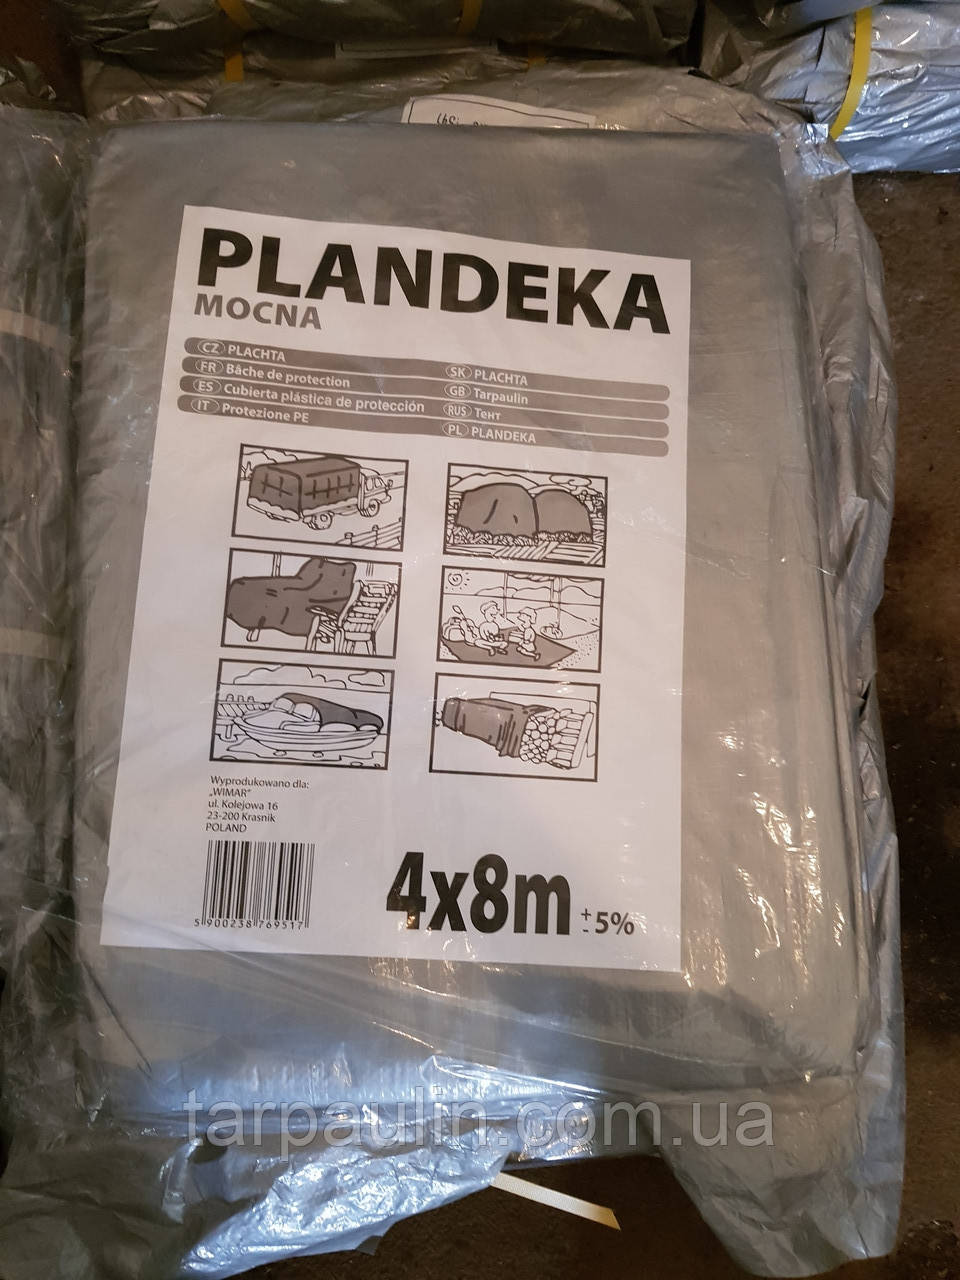 PLANDEKA
MOCNA
CZ PLACHTA
FR Bâche de protection
ES Cubierta plástica de protección
IT Protezione PE
SK PLACHTA
GB Tarpaulin
RUS Тент
PL PLANDEKA
Wyprodukowano dla:
„WIMAR"
ul. Kolejowa 16
23-200 Krasnik
POLAND
5 900238 769517
4x8m +- 5%
tarpaulin.com.ua